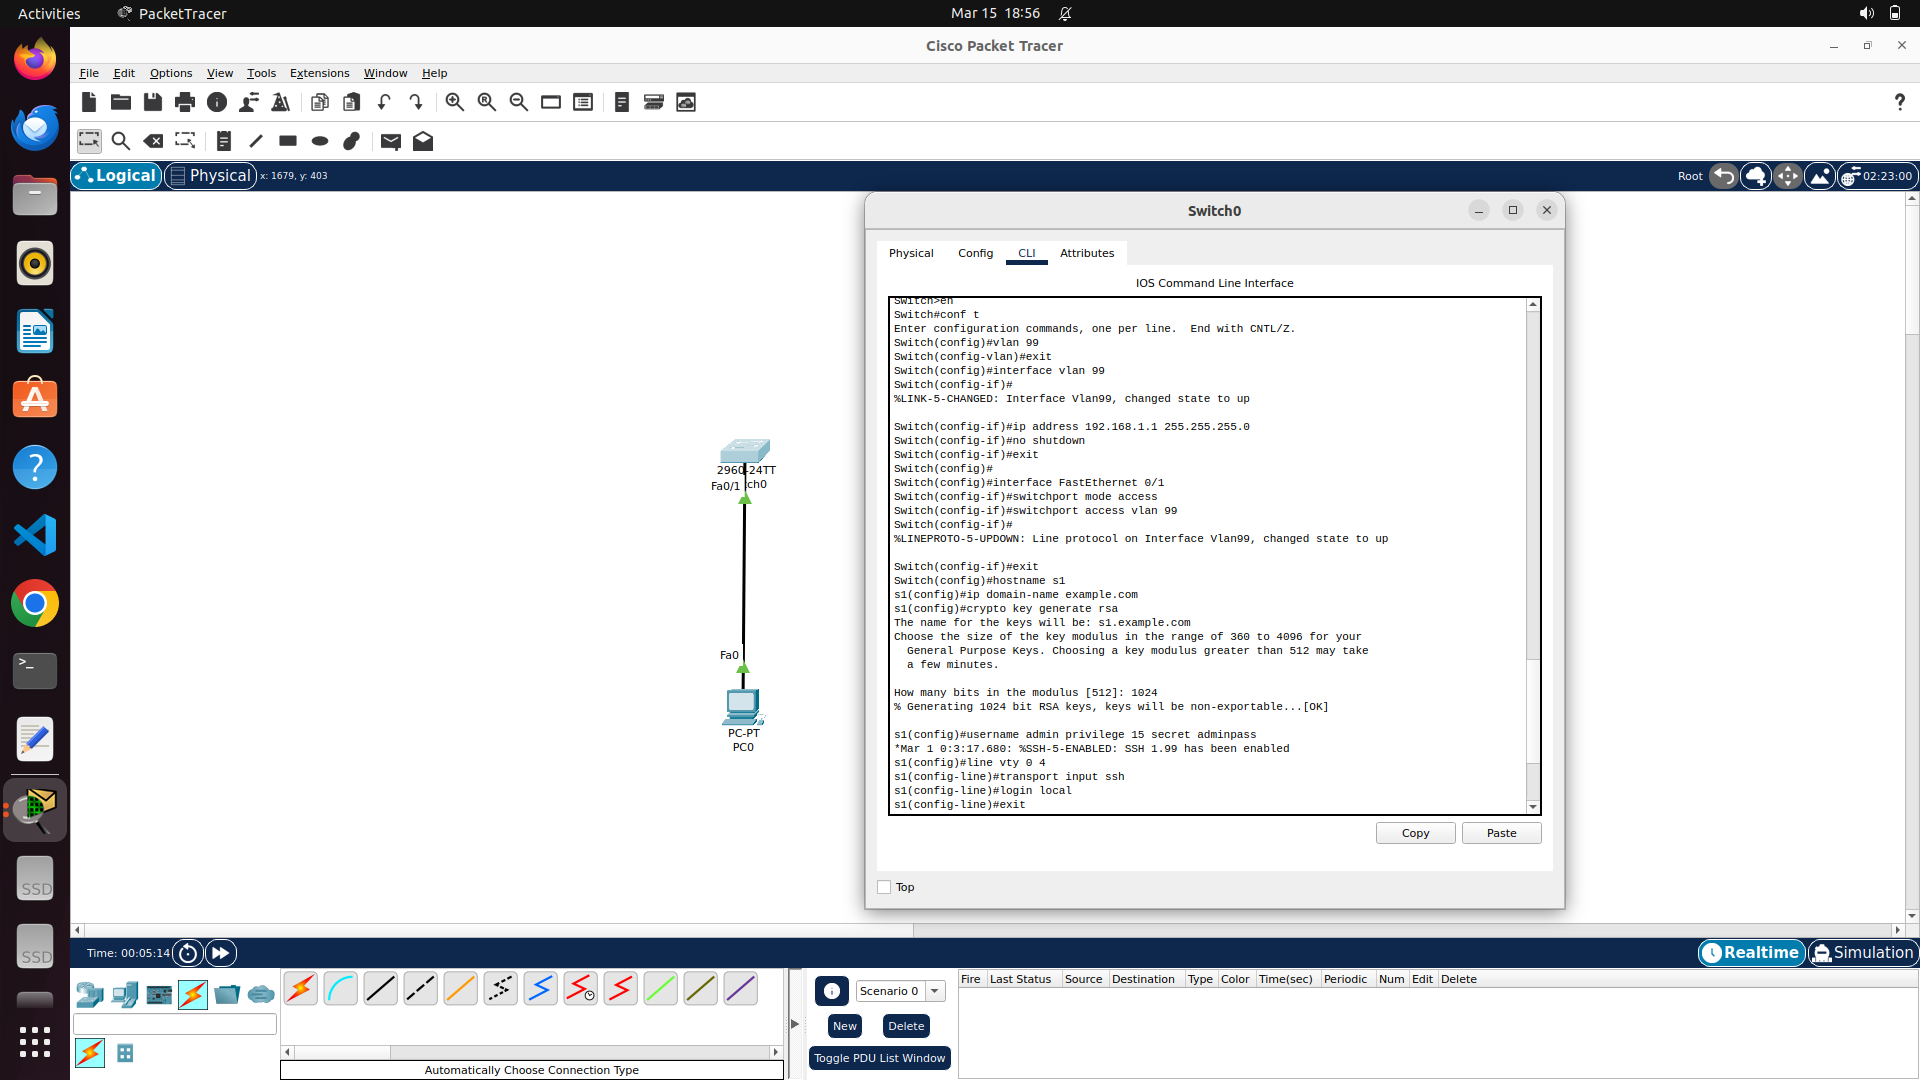 Activities
PacketTracer
Mar 15 18:56
Cisco Packet Tracer
File Edit Options View Tools Extensions Window Help
?
Logical
Physical
x: 1679, y: 403
Root
02:23:00
Switch0
Physical
Config
CLI
Attributes
IOS Command Line Interface
Switch>en
Switch#conf t
Enter configuration commands, one per line. End with CNTL/Z.
Switch(config)#vlan 99
Switch(config-vlan)#exit
Switch(config)#interface vlan 99
Switch(config-if)#
%LINK-5-CHANGED: Interface Vlan99, changed state to up
Switch(config-if)#ip address 192.168.1.1 255.255.255.0
Switch(config-if)#no shutdown
Switch(config-if)#exit
Switch(config)#
Switch(config)#interface FastEthernet 0/1
Switch(config-if)#switchport mode access
Switch(config-if)#switchport access vlan 99
Switch(config-if)#
%LINEPROTO-5-UPDOWN: Line protocol on Interface Vlan99, changed state to up
Switch(config-if)#exit
Switch(config)#hostname s1
s1(config)#ip domain-name example.com
s1(config)#crypto key generate rsa
The name for the keys will be: s1.example.com
Choose the size of the key modulus in the range of 360 to 4096 for your
General Purpose Keys. Choosing a key modulus greater than 512 may take
a few minutes.
How many bits in the modulus [512]: 1024
% Generating 1024 bit RSA keys, keys will be non-exportable...[OK]
s1(config)#username admin privilege 15 secret adminpass
*Mar 1 0:3:17.680: %SSH-5-ENABLED: SSH 1.99 has been enabled
s1(config)#line vty 0 4
s1(config-line)#transport input ssh
s1(config-line)#login local
s1(config-line)#exit
Copy
Paste
Top
2960-24TT
Fa0/1
tch0
Fa0
PC-PT
PC0
Time: 00:05:14
Realtime
Simulation
Scenario 0
New
Delete
Toggle PDU List Window
Fire Last Status Source Destination Type Color Time(sec) Periodic Num Edit Delete
Automatically Choose Connection Type
SSD
SSD